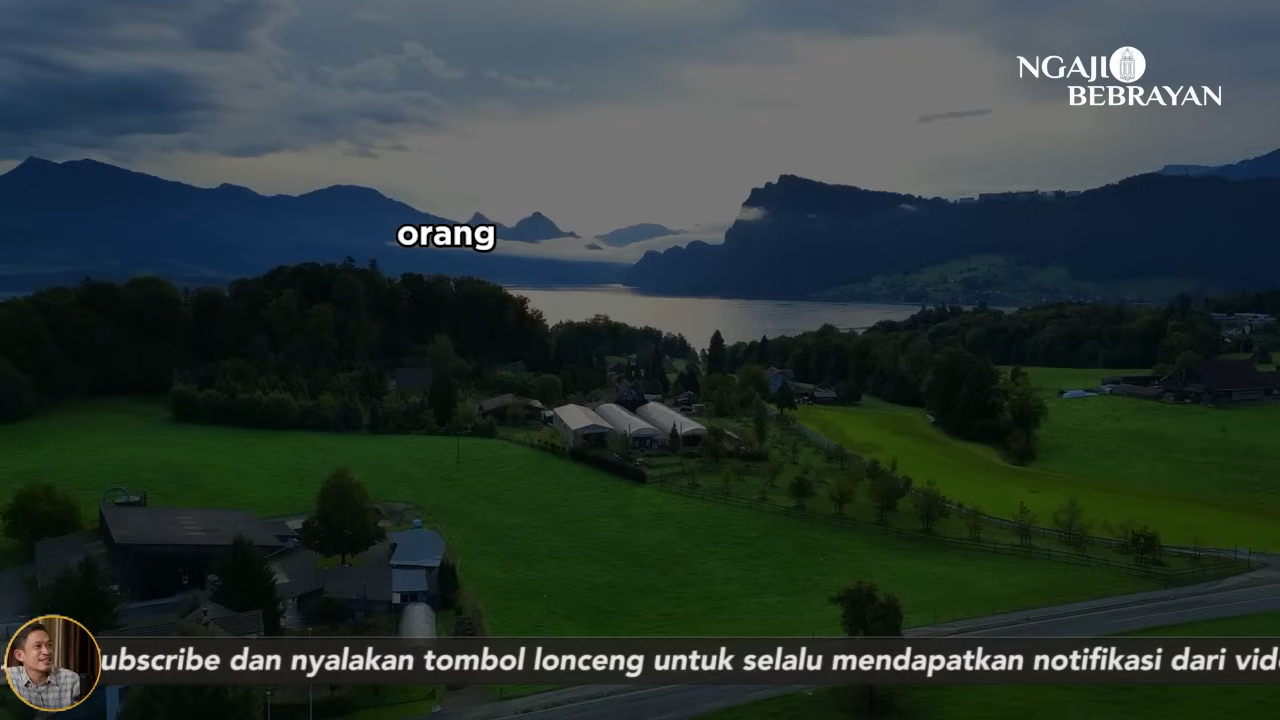 NGAJI
BEBRAYAN
orang
ubscribe dan nyalakan tombol lonceng untuk selalu mendapatkan notifikasi dari vid